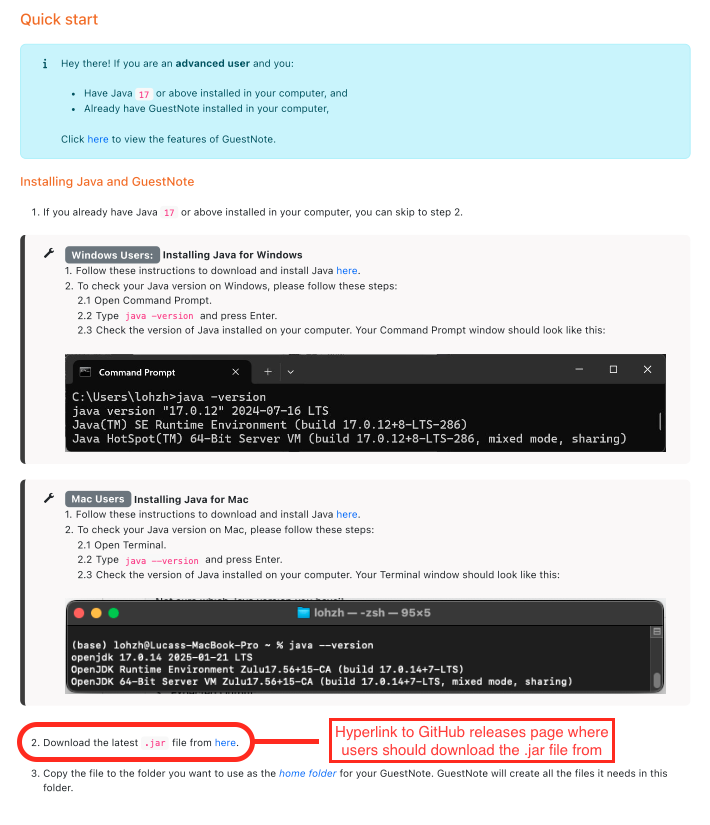 Quick start
Hey there! If you are an advanced user and you:
• Have Java 17 or above installed in your computer, and
• Already have GuestNote installed in your computer,
Click here to view the features of GuestNote.
Installing Java and GuestNote
1. If you already have Java 17 or above installed in your computer, you can skip to step 2.
Windows Users: Installing Java for Windows
1. Follow these instructions to download and install Java here.
2. To check your Java version on Windows, please follow these steps:
2.1 Open Command Prompt.
2.2 Type java -version and press Enter.
2.3 Check the version of Java installed on your computer. Your Command Prompt window should look like this:
Command Prompt
C:\Users\lohzh>java -version
java version "17.0.12" 2024-07-16 LTS
Java(TM) SE Runtime Environment (build 17.0.12+8-LTS-286)
Java HotSpot(TM) 64-Bit Server VM (build 17.0.12+8-LTS-286, mixed mode, sharing)
Mac Users Installing Java for Mac
1. Follow these instructions to download and install Java here.
2. To check your Java version on Mac, please follow these steps:
2.1 Open Terminal.
2.2 Type java --version and press Enter.
2.3 Check the version of Java installed on your computer. Your Terminal window should look like this:
lohzh — -zsh — 95×5
(base) lohzh@Lucass-MacBook-Pro ~ % java --version
openjdk 17.0.14 2025-01-21 LTS
OpenJDK Runtime Environment Zulu17.56+15-CA (build 17.0.14+7-LTS)
OpenJDK 64-Bit Server VM Zulu17.56+15-CA (build 17.0.14+7-LTS, mixed mode, sharing)
2. Download the latest .jar file from here.
Hyperlink to GitHub releases page where
users should download the .jar file from
3. Copy the file to the folder you want to use as the home folder for your GuestNote. GuestNote will create all the files it needs in this
folder.